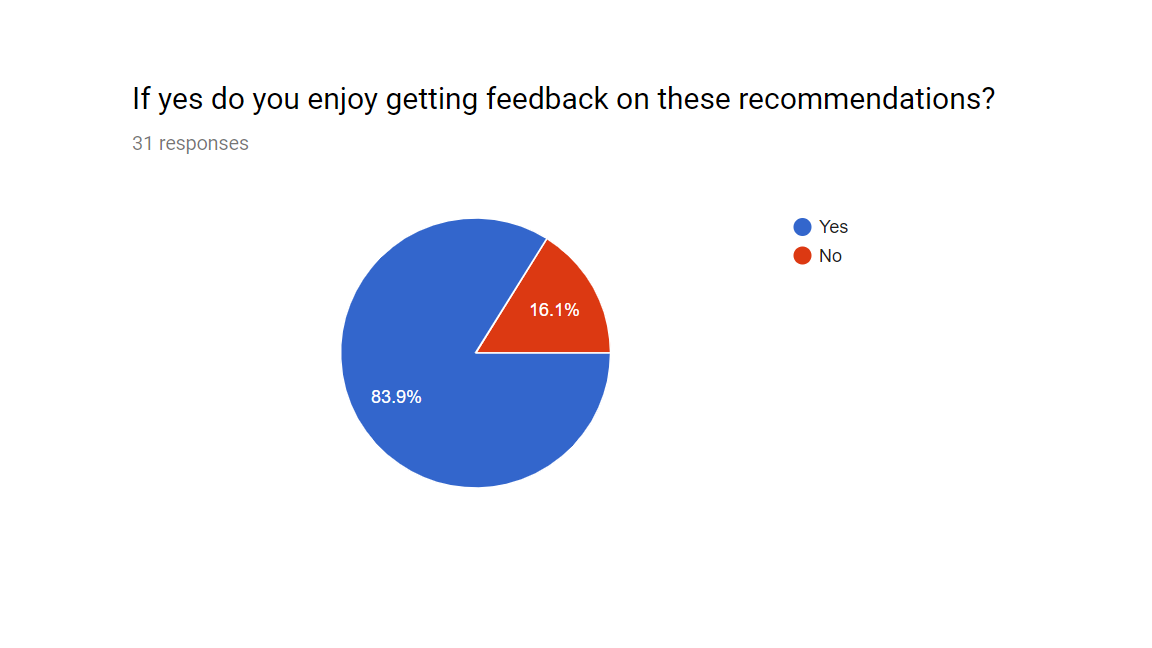 If yes do you enjoy getting feedback on these recommendations?
31 responses
Yes
No
16.1%
83.9%